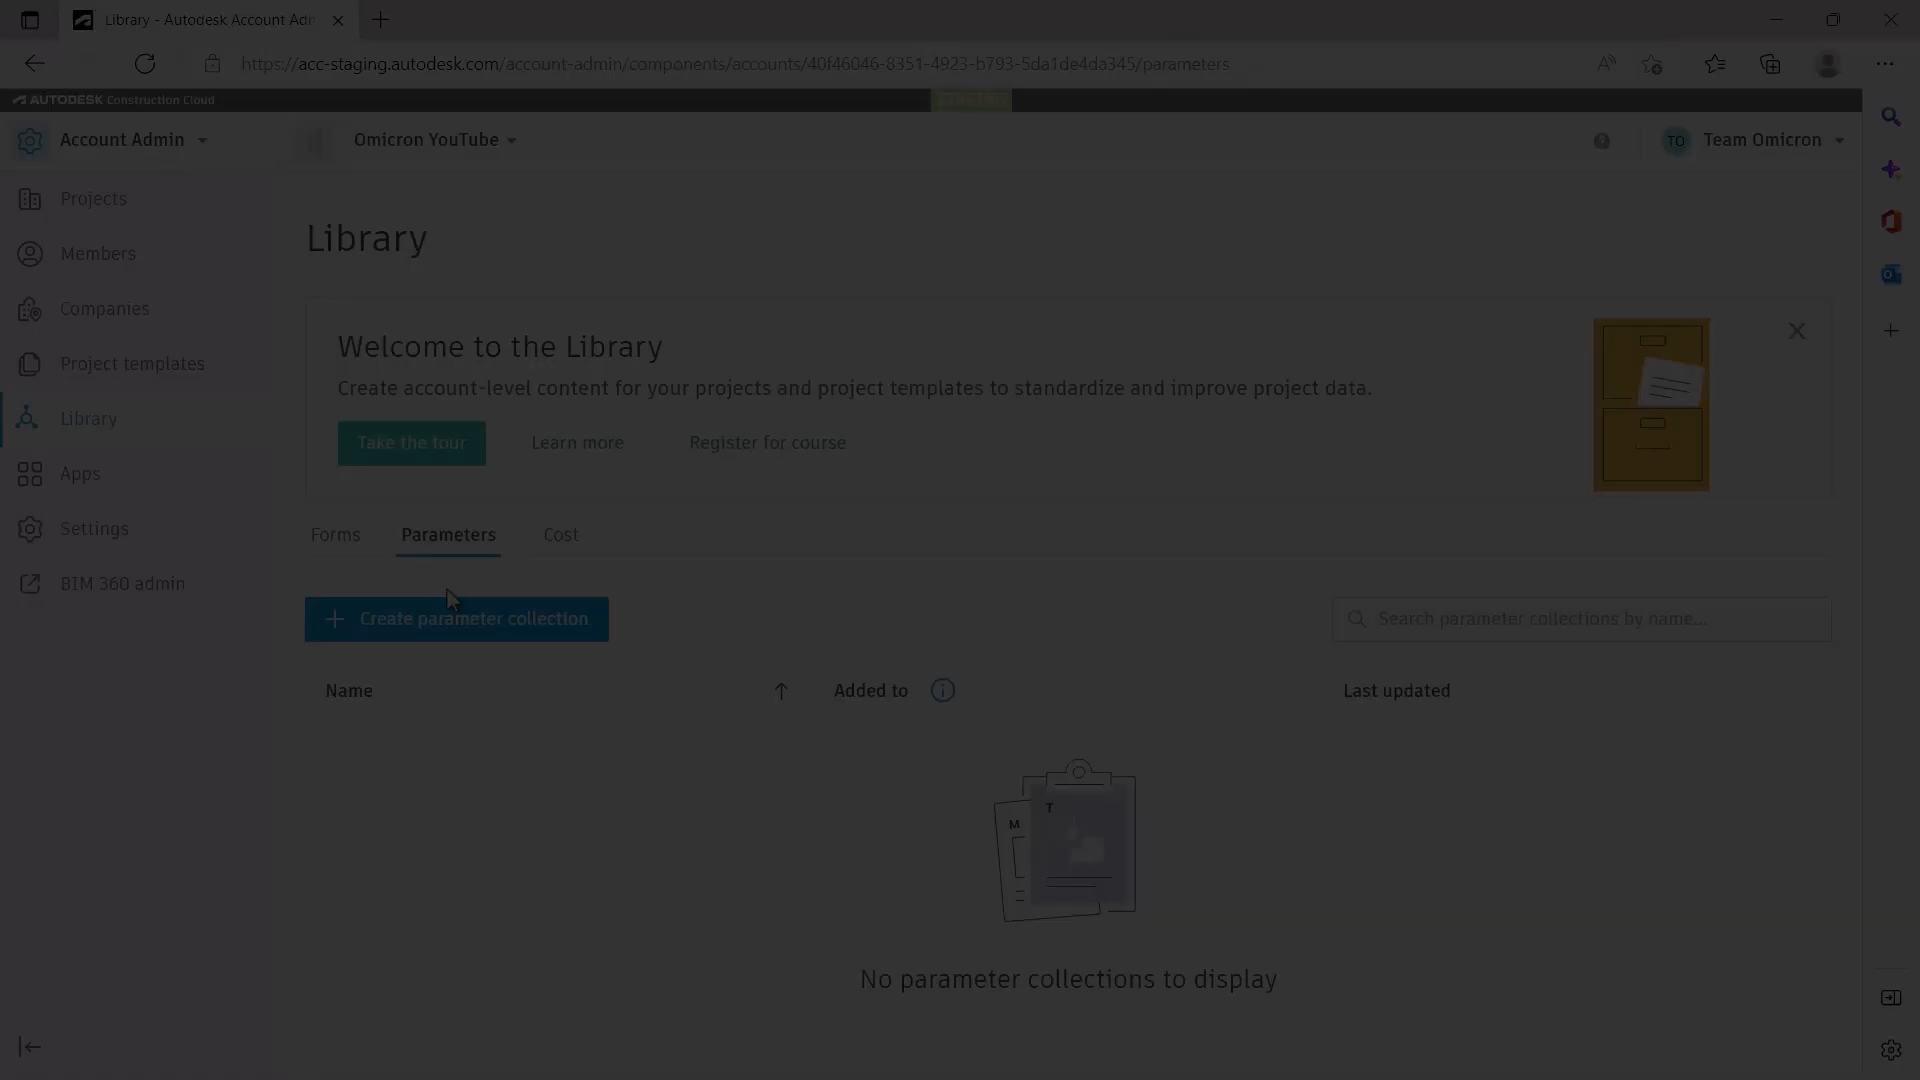 Library - Autodesk Account Adr
https://acc-staging.autodesk.com/account-admin/components/accounts/40f46046-8351-4923-b793-5da1de4da345/parameters
AUTODESK Construction Cloud
Account Admin
Omicron YouTube
TO Team Omicron
Projects
Members
Companies
Project templates
Library
Apps
Settings
BIM 360 admin
Library
Welcome to the Library
Create account-level content for your projects and project templates to standardize and improve project data.
Take the tour
Learn more
Register for course
Forms
Parameters
Cost
Create parameter collection
Search parameter collections by name...
Name
Added to
Last updated
T
M
No parameter collections to display